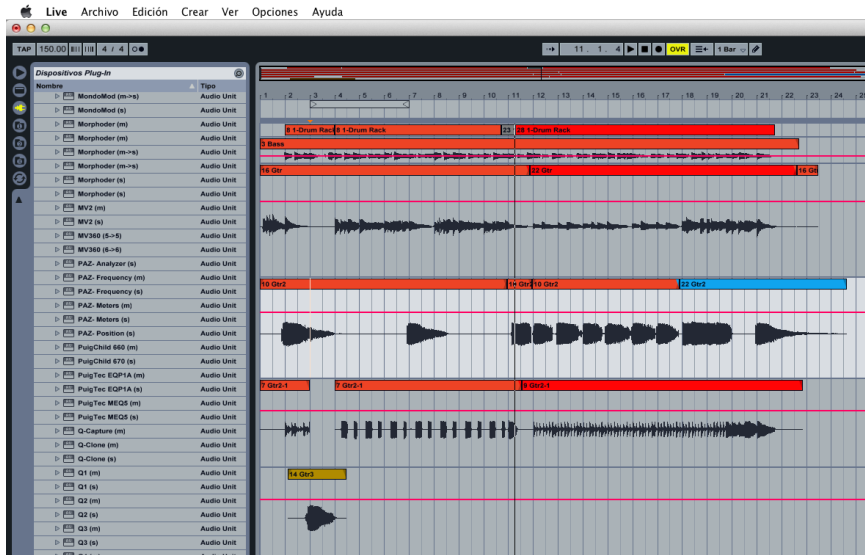 Live Archivo Edición Crear Ver Opciones Ayuda
TAP 150.00 4 / 4 11. 1. 4 OVR 1 Bar
Dispositivos Plug-In
Nombre Tipo
MondoMod (m->s) Audio Unit
MondoMod (s) Audio Unit
Morphoder (m) Audio Unit
Morphoder (m) Audio Unit
Morphoder (m->s) Audio Unit
Morphoder (m->s) Audio Unit
Morphoder (s) Audio Unit
Morphoder (s) Audio Unit
MV2 (m) Audio Unit
MV2 (s) Audio Unit
MV360 (5->5) Audio Unit
MV360 (6->6) Audio Unit
PAZ- Analyzer (s) Audio Unit
PAZ- Frequency (m) Audio Unit
PAZ- Frequency (s) Audio Unit
PAZ- Meters (m) Audio Unit
PAZ- Meters (s) Audio Unit
PAZ- Position (s) Audio Unit
PuigChild 660 (m) Audio Unit
PuigChild 670 (s) Audio Unit
PuigTec EQP1A (m) Audio Unit
PuigTec EQP1A (s) Audio Unit
PuigTec MEQ5 (m) Audio Unit
PuigTec MEQ5 (s) Audio Unit
Q-Capture (m) Audio Unit
Q-Clone (m) Audio Unit
Q-Clone (s) Audio Unit
Q1 (m) Audio Unit
Q1 (s) Audio Unit
Q2 (m) Audio Unit
Q2 (s) Audio Unit
Q3 (m) Audio Unit
Q3 (s) Audio Unit
1 2 3 4 5 6 7 8 9 10 11 12 13 14 15 16 17 18 19 20 21 22 23 24 25
8 1-Drum Rack 8 1-Drum Rack 23 28 1-Drum Rack
3 Bass
16 Gtr 22 Gtr 16 Gt
10 Gtr2 Gtr2 10 Gtr2 22 Gtr2
7 Gtr2-1 7 Gtr2-1 9 Gtr2-1
14 Gtr3